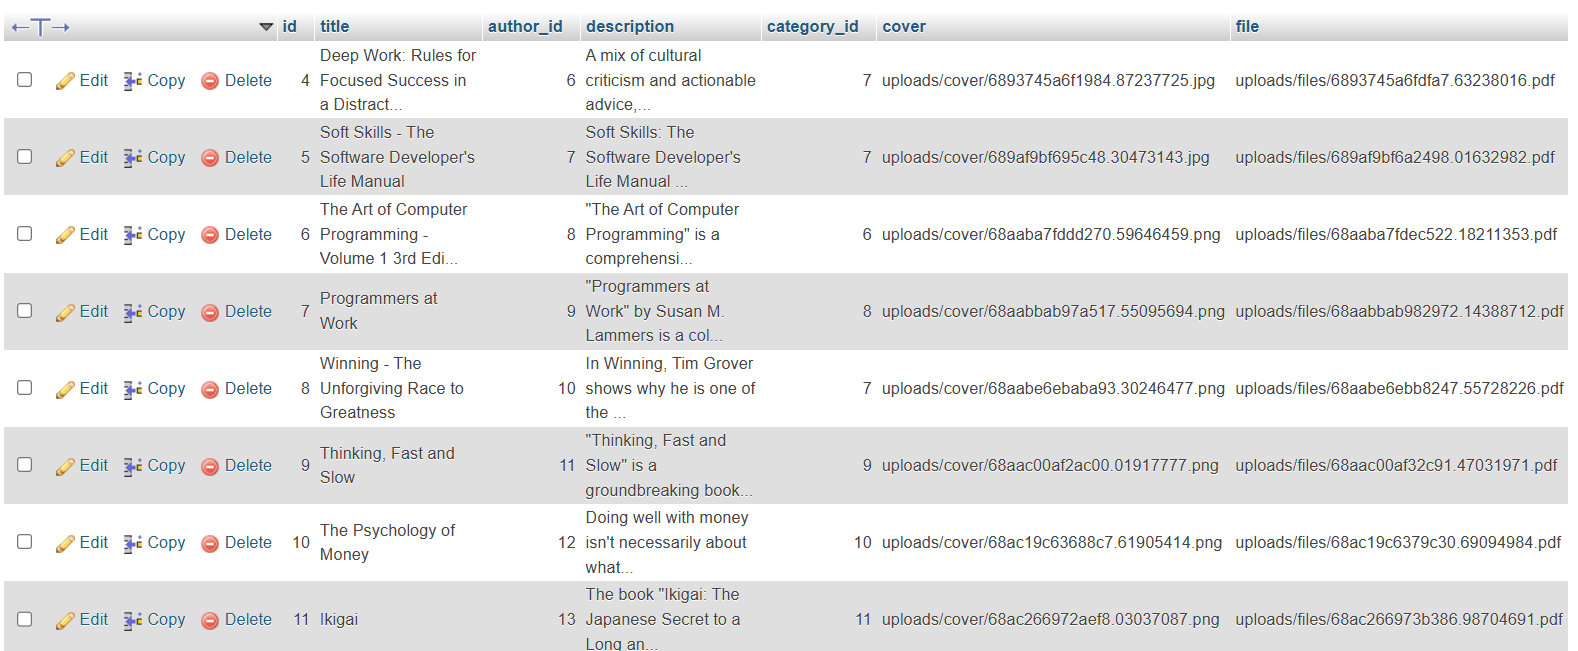 id title author_id description category_id cover file
Edit Copy Delete 4 Deep Work: Rules for Focused Success in a Distract... 6 A mix of cultural criticism and actionable advice,... 7 uploads/cover/6893745a6f1984.87237725.jpg uploads/files/6893745a6fdfa7.63238016.pdf
Edit Copy Delete 5 Soft Skills - The Software Developer's Life Manual 7 Soft Skills: The Software Developer's Life Manual ... 7 uploads/cover/689af9bf695c48.30473143.jpg uploads/files/689af9bf6a2498.01632982.pdf
Edit Copy Delete 6 The Art of Computer Programming - Volume 1 3rd Edi... 8 "The Art of Computer Programming" is a comprehensi... 6 uploads/cover/68aaba7fddd270.59646459.png uploads/files/68aaba7fdec522.18211353.pdf
Edit Copy Delete 7 Programmers at Work 9 "Programmers at Work" by Susan M. Lammers is a col... 8 uploads/cover/68aabbab97a517.55095694.png uploads/files/68aabbab982972.14388712.pdf
Edit Copy Delete 8 Winning - The Unforgiving Race to Greatness 10 In Winning, Tim Grover shows why he is one of the ... 7 uploads/cover/68aabe6ebaba93.30246477.png uploads/files/68aabe6ebb8247.55728226.pdf
Edit Copy Delete 9 Thinking, Fast and Slow 11 "Thinking, Fast and Slow" is a groundbreaking book... 9 uploads/cover/68aac00af2ac00.01917777.png uploads/files/68aac00af32c91.47031971.pdf
Edit Copy Delete 10 The Psychology of Money 12 Doing well with money isn't necessarily about what... 10 uploads/cover/68ac19c63688c7.61905414.png uploads/files/68ac19c6379c30.69094984.pdf
Edit Copy Delete 11 Ikigai 13 The book "Ikigai: The Japanese Secret to a Long an... 11 uploads/cover/68ac266972aef8.03037087.png uploads/files/68ac266973b386.98704691.pdf